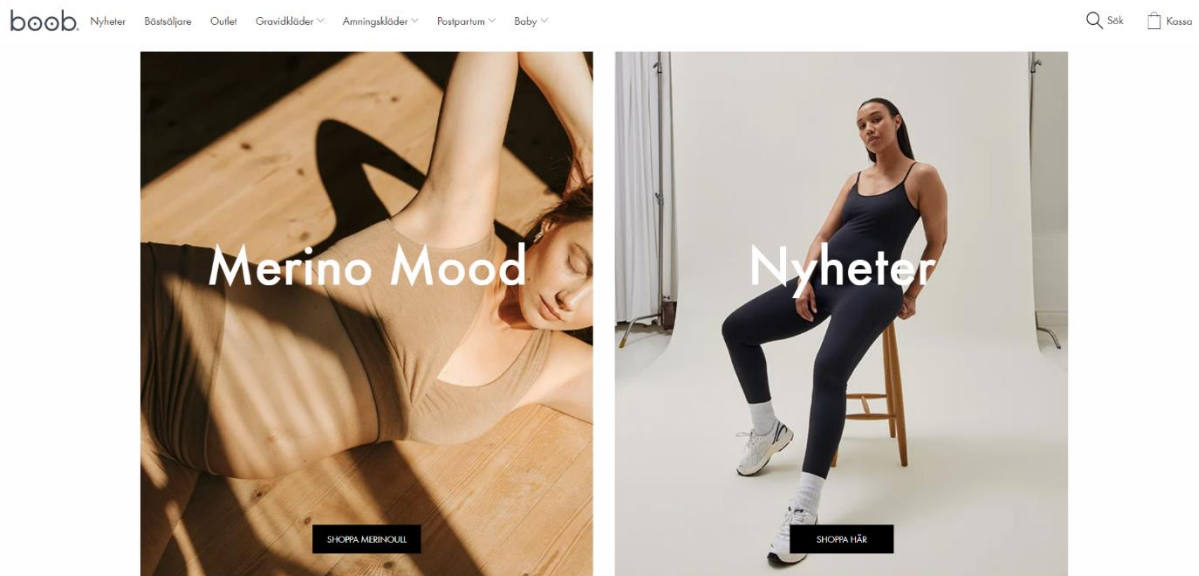 boob.
Nyheter
Bästsäljare
Outlet
Gravidkläder
Amningskläder
Postpartum
Baby
Sök
Kassa
Merino Mood
SHOPPA MERINOULL
Nyheter
SHOPPA HÄR